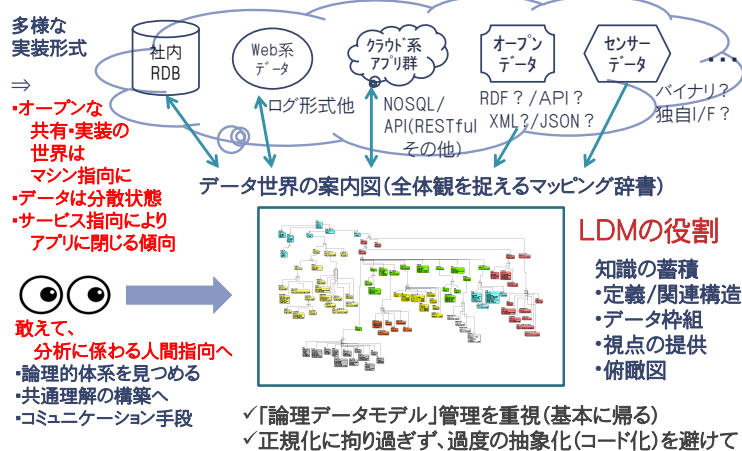 多様な
実装形式
⇒
・オープンな
共有・実装の
世界は
マシン指向に
・データは分散状態
・サービス指向により
アプリに閉じる傾向
社内
RDB
Web系
データ
クラウド系
アプリ群
オープン
データ
センサー
データ
…
ログ形式他
NOSQL/
API(RESTful
その他)
RDF？/API？
XML?/JSON？
バイナリ？
独自I/F？
データ世界の案内図(全体観を捉えるマッピング辞書)
LDMの役割
知識の蓄積
・定義/関連構造
・データ枠組
・視点の提供
・俯瞰図
敢えて、
分析に係わる人間指向へ
・論理的体系を見つめる
・共通理解の構築へ
・コミュニケーション手段
✓「論理データモデル」管理を重視(基本に帰る)
✓正規化に拘り過ぎず、過度の抽象化(コード化)を避けて